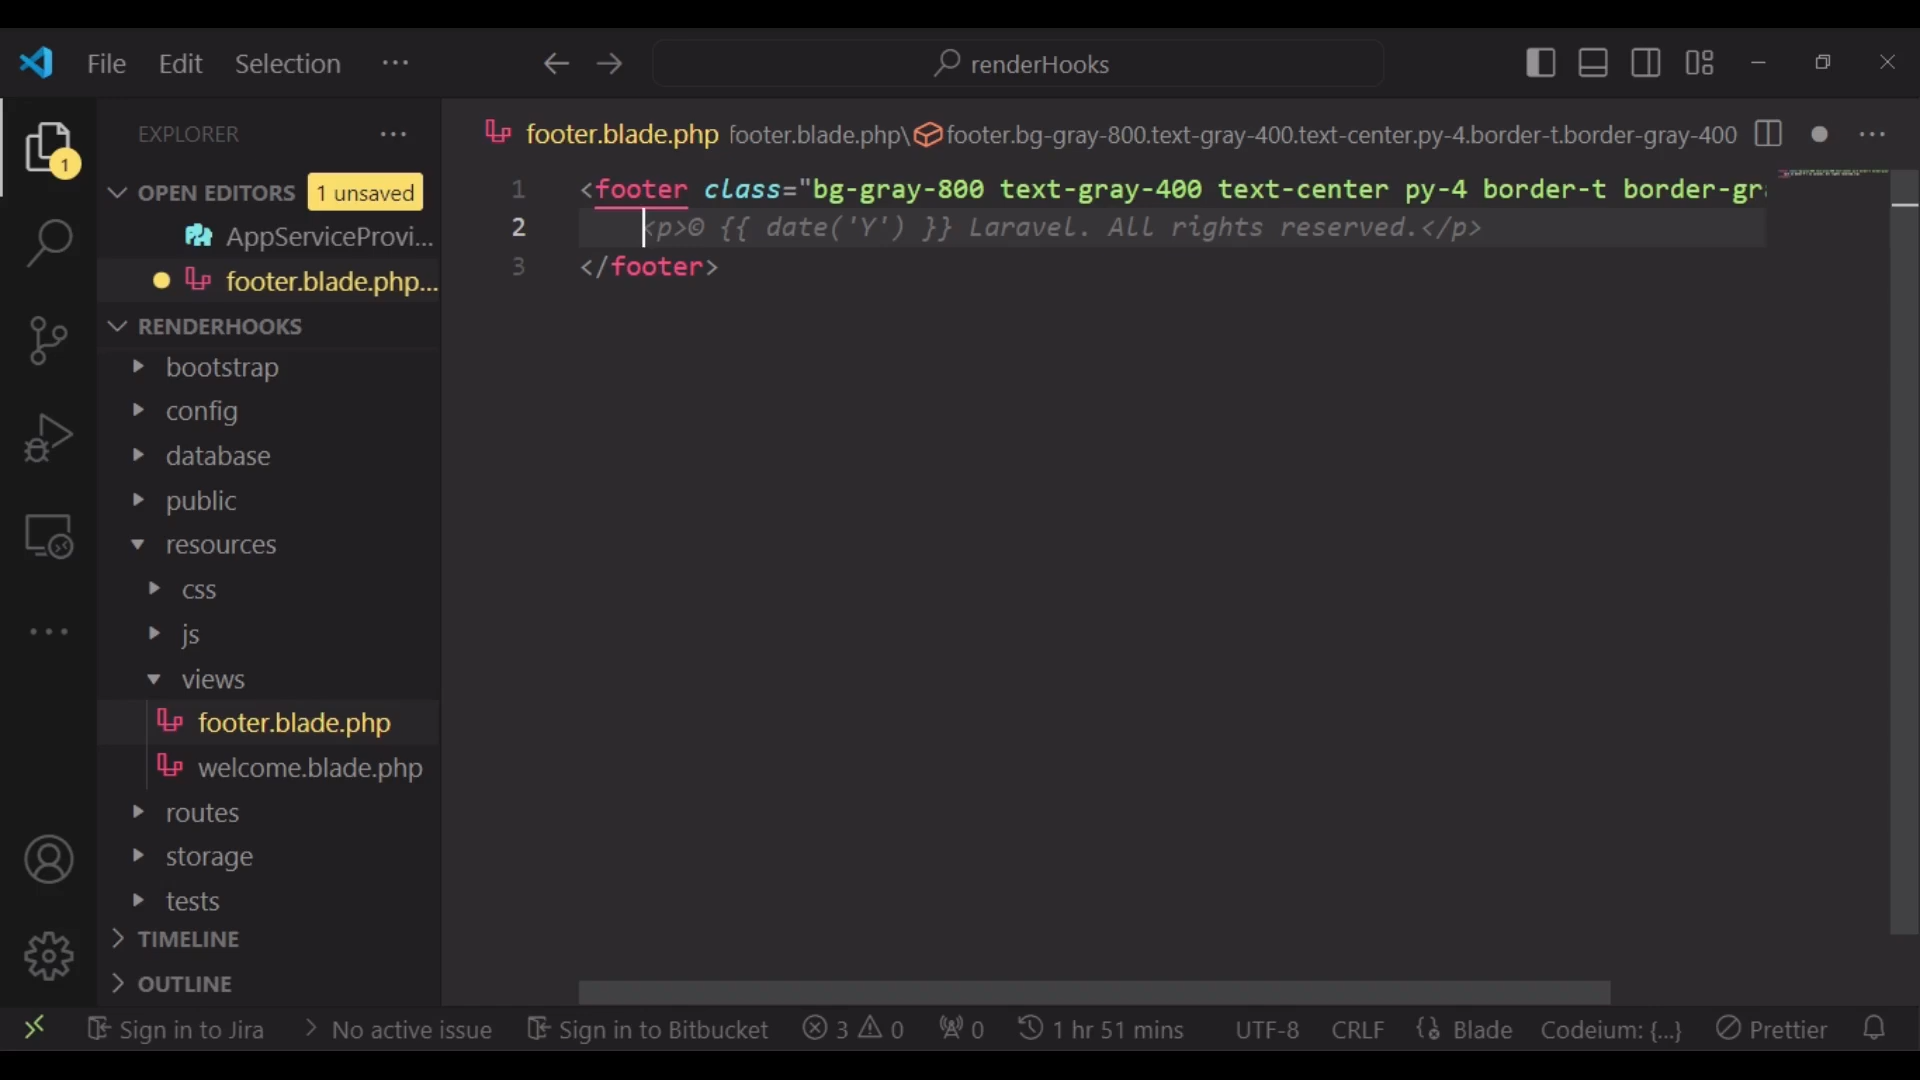 File Edit Selection ··· renderHooks
EXPLORER ···
OPEN EDITORS 1 unsaved
AppServiceProvi...
footer.blade.php...
RENDERHOOKS
bootstrap
config
database
public
resources
css
js
views
footer.blade.php
welcome.blade.php
routes
storage
tests
TIMELINE
OUTLINE
1
footer.blade.php footer.blade.php\footer.bg-gray-800.text-gray-400.text-center.py-4.border-t.border-gray-400 ···
1 <footer class="bg-gray-800 text-gray-400 text-center py-4 border-t border-gr
2 <p>© {{ date('Y') }} Laravel. All rights reserved.</p>
3 </footer>
Sign in to Jira No active issue Sign in to Bitbucket 3 0 0 1 hr 51 mins UTF-8 CRLF Blade Codeium: {...} Prettier